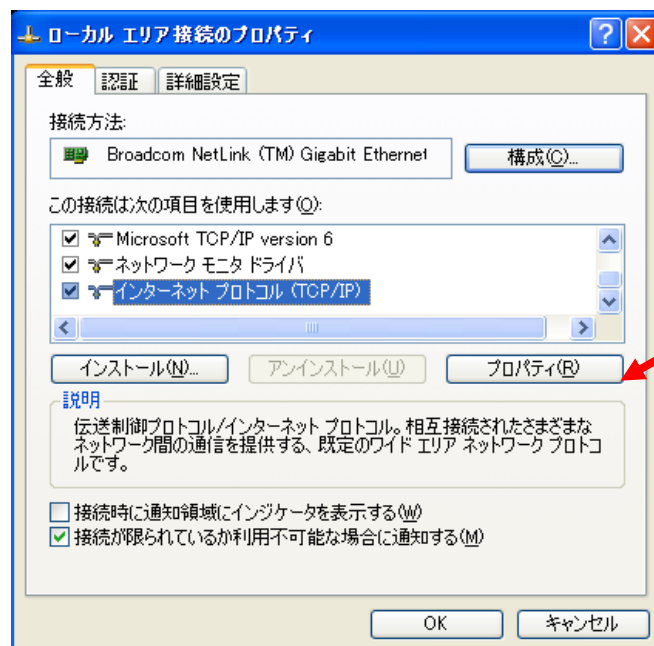 ローカル エリア接続のプロパティ
全般 認証 詳細設定
接続方法:
Broadcom NetLink (TM) Gigabit Ethernet 構成(C)...
この接続は次の項目を使用します(O):
Microsoft TCP/IP version 6
ネットワーク モニタ ドライバ
インターネット プロトコル (TCP/IP)
インストール(N)... アンインストール(U) プロパティ(R)
説明
伝送制御プロトコル/インターネット プロトコル。相互接続されたさまざまな
ネットワーク間の通信を提供する、既定のワイド エリア ネットワーク プロトコ
ルです。
接続時に通知領域にインジケータを表示する(W)
接続が限られているか利用不可能な場合に通知する(M)
OK キャンセル